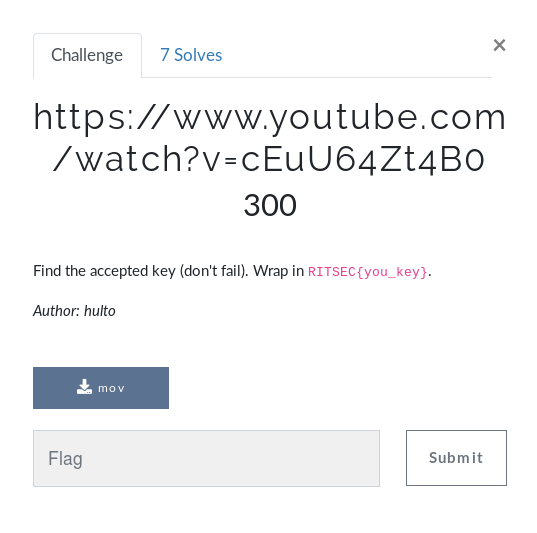 Challenge
7 Solves
×
https://www.youtube.com
/watch?v=cEuU64Zt4B0
300
Find the accepted key (don't fail). Wrap in RITSEC{you_key}.
Author: hulto
mov
Flag
Submit